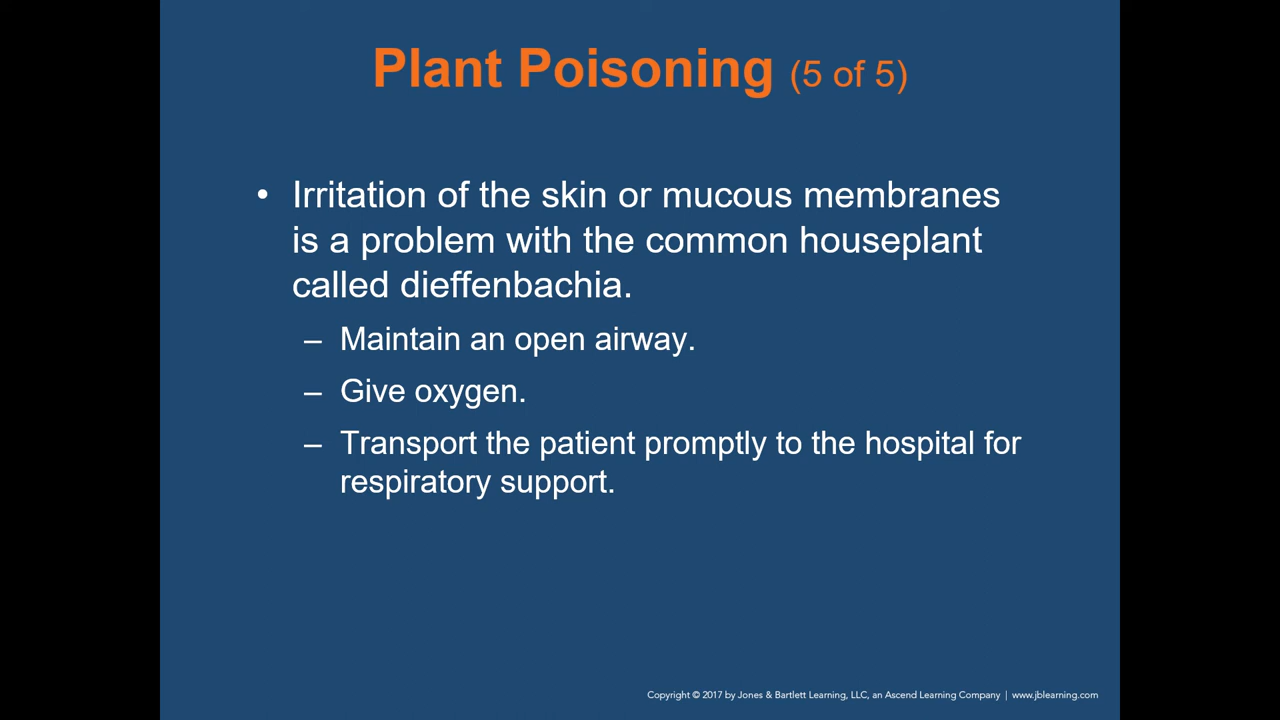 Plant Poisoning (5 of 5)
• Irritation of the skin or mucous membranes
is a problem with the common houseplant
called dieffenbachia.
– Maintain an open airway.
– Give oxygen.
– Transport the patient promptly to the hospital for
respiratory support.
Copyright © 2017 by Jones & Bartlett Learning, LLC, an Ascend Learning Company | www.jblearning.com